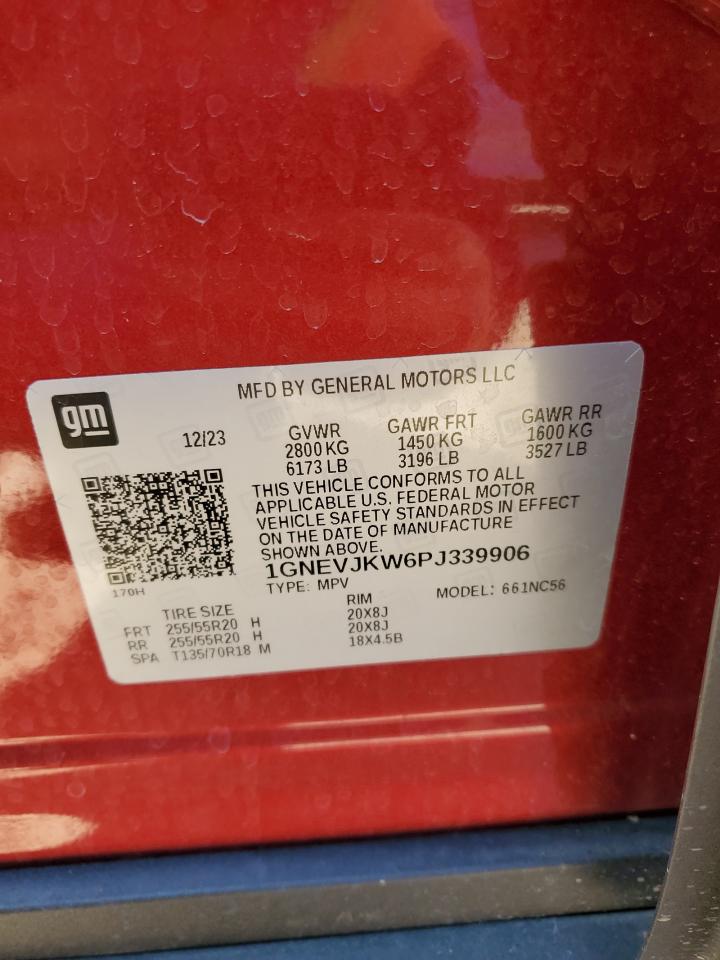 MFD BY GENERAL MOTORS LLC
gm
12/23
GVWR GAWR FRT GAWR RR
2800 KG 1450 KG 1600 KG
6173 LB 3196 LB 3527 LB
THIS VEHICLE CONFORMS TO ALL
APPLICABLE U.S. FEDERAL MOTOR
VEHICLE SAFETY STANDARDS IN EFFECT
ON THE DATE OF MANUFACTURE
SHOWN ABOVE.
1GNEVJKW6PJ339906
170H
TYPE: MPV MODEL: 661NC56
TIRE SIZE RIM
FRT 255/55R20 H 20X8J
RR 255/55R20 H 20X8J
SPA T135/70R18 M 18X4.5B